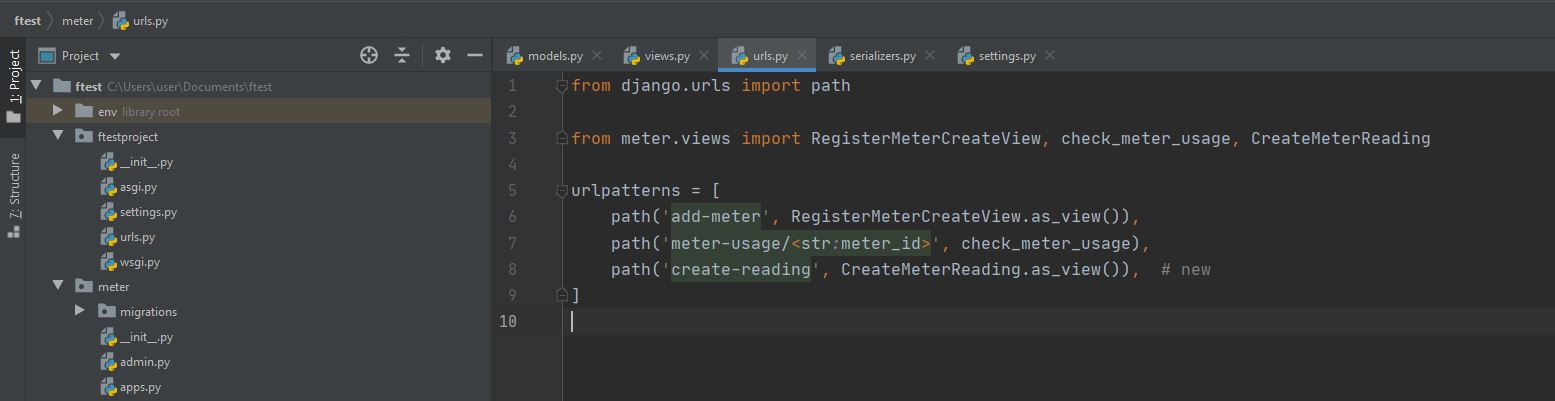 ftest meter urls.py
1: Project
7: Structure
Project
ftest C:\Users\user\Documents\ftest
env library root
ftestproject
__init__.py
asgi.py
settings.py
urls.py
wsgi.py
meter
migrations
__init__.py
admin.py
apps.py
models.py views.py urls.py serializers.py settings.py
1 from django.urls import path
2
3 from meter.views import RegisterMeterCreateView, check_meter_usage, CreateMeterReading
4
5 urlpatterns = [
6 path('add-meter', RegisterMeterCreateView.as_view()),
7 path('meter-usage/<str:meter_id>', check_meter_usage),
8 path('create-reading', CreateMeterReading.as_view()),  # new
9 ]
10